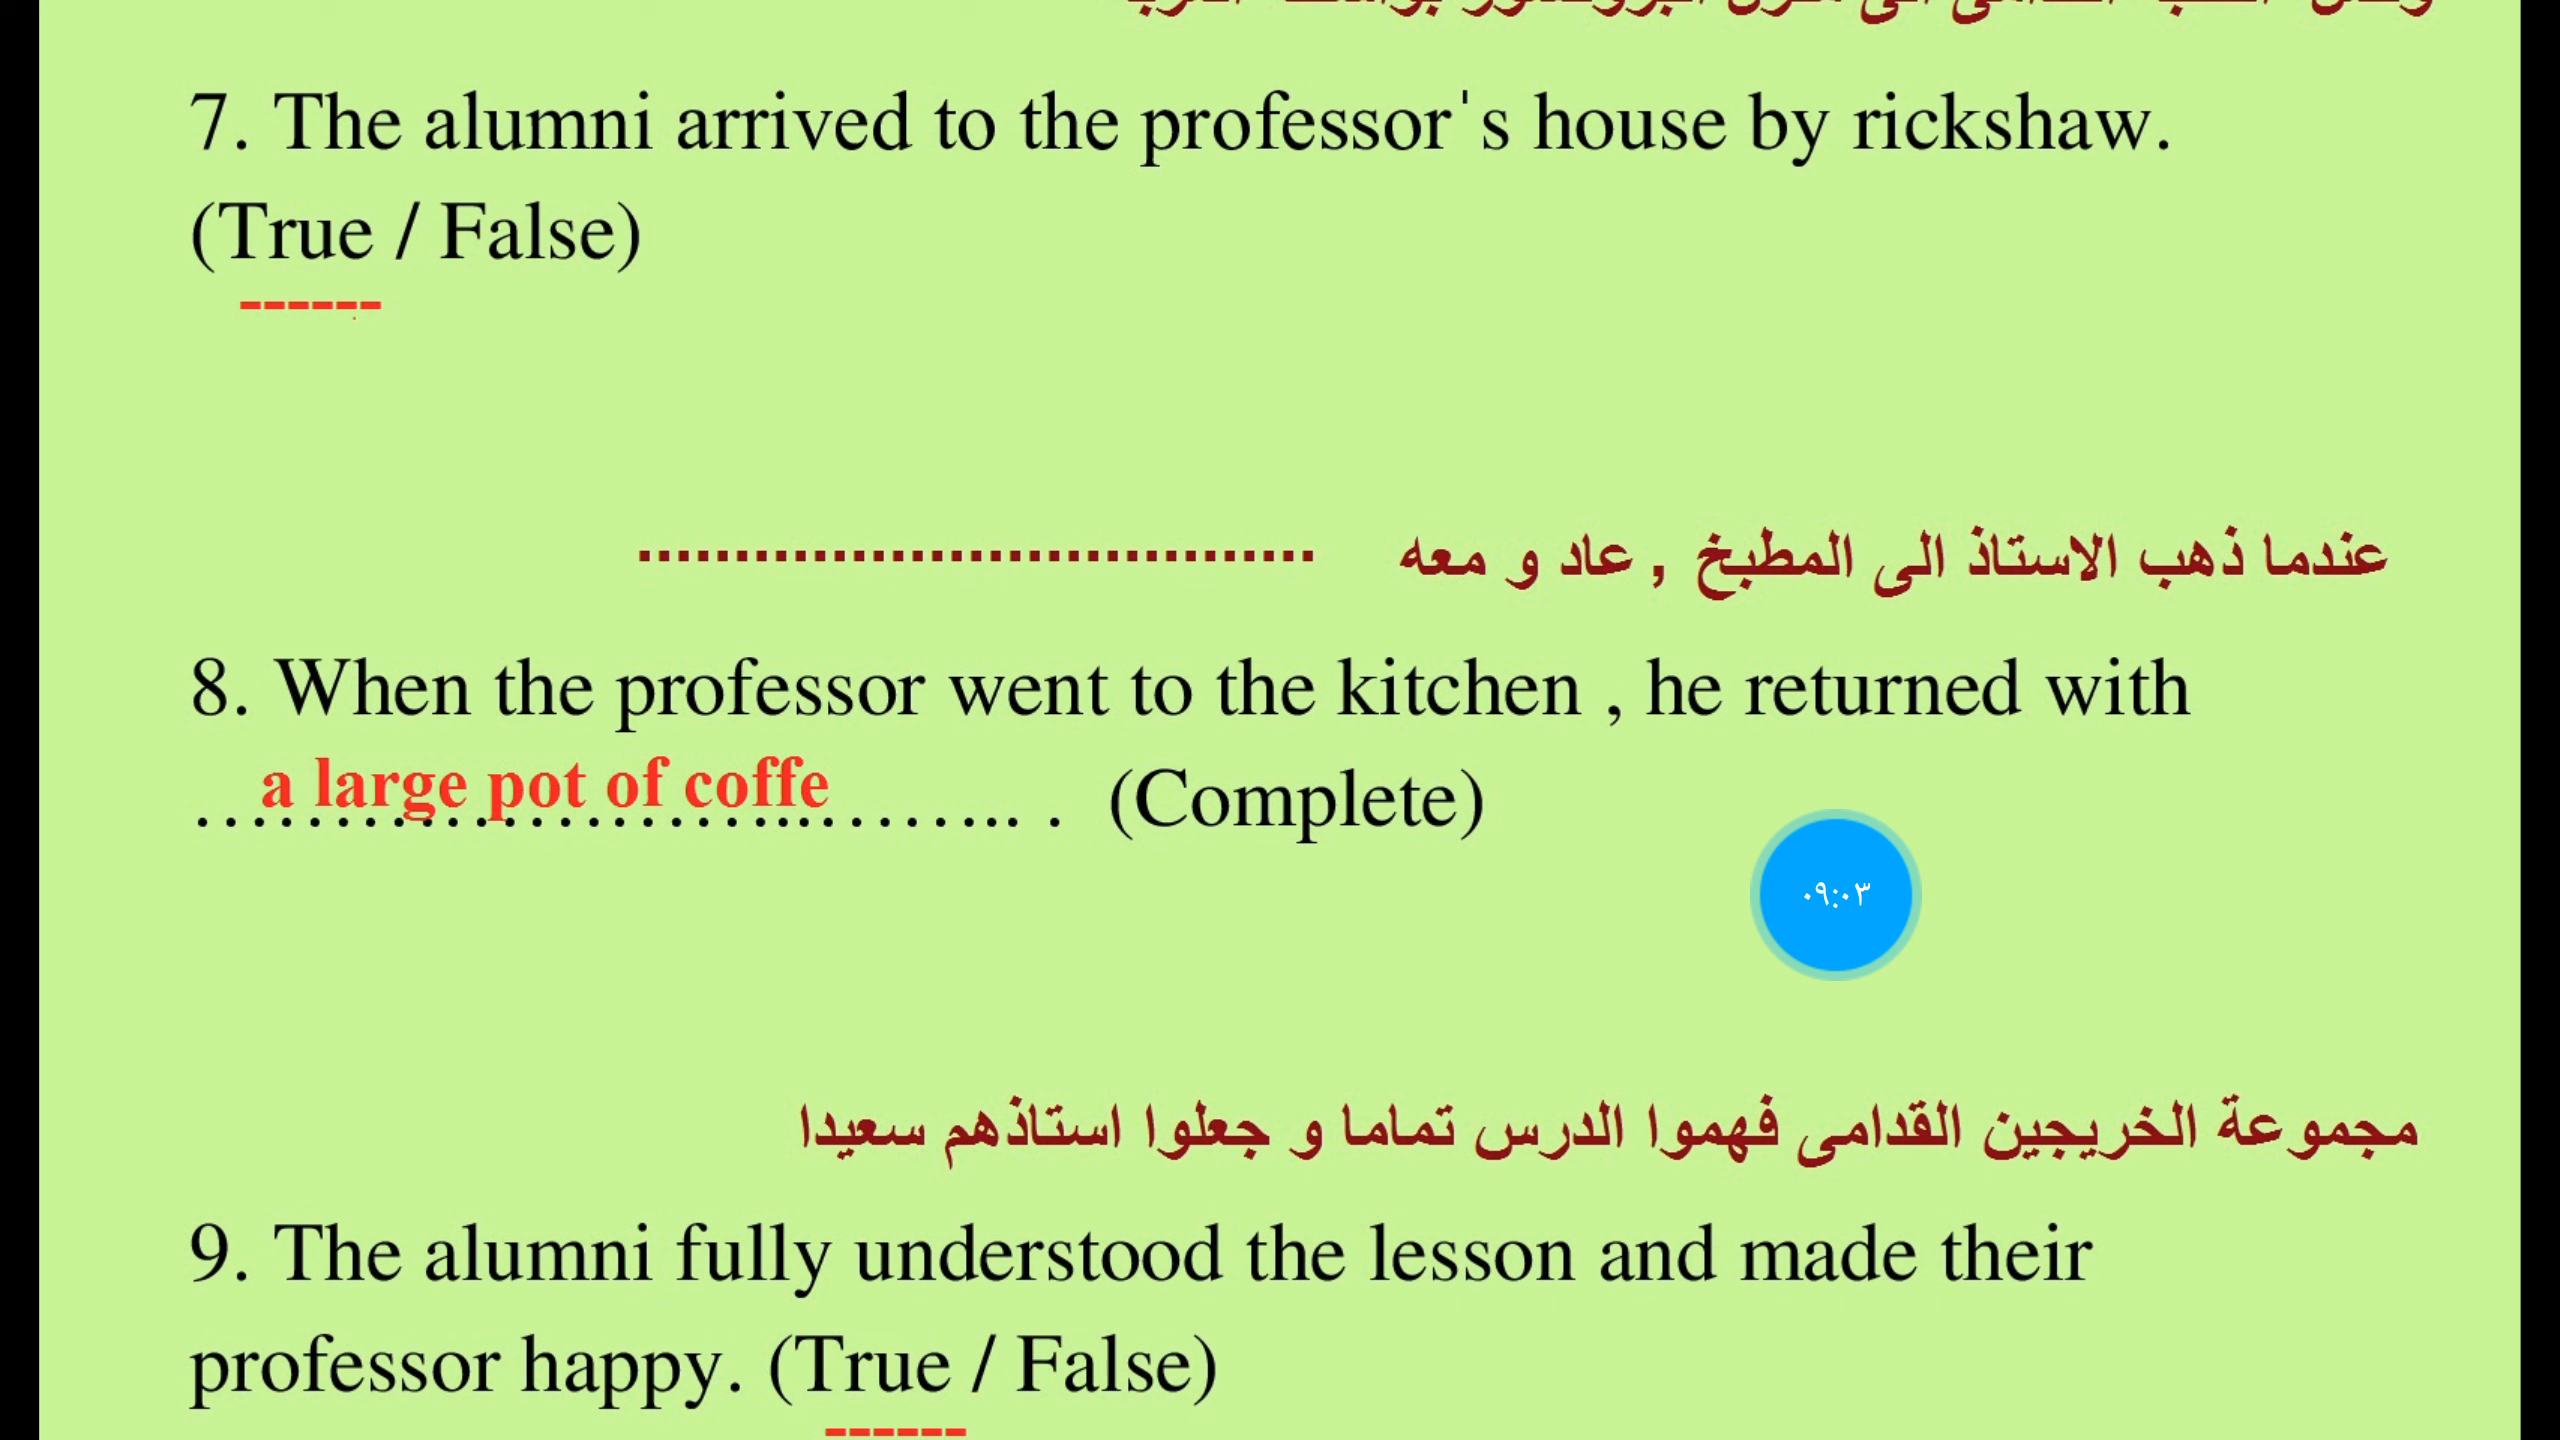 7. The alumni arrived to the professor's house by rickshaw.
(True / False)
------
عندما ذهب الاستاذ الى المطبخ , عاد و معه ...................................
8. When the professor went to the kitchen , he returned with
a large pot of coffe
……………………..…….. . (Complete)
٠٩:٠٣
مجموعة الخريجين القدامى فهموا الدرس تماما و جعلوا استاذهم سعيدا
9. The alumni fully understood the lesson and made their
professor happy. (True / False)
------